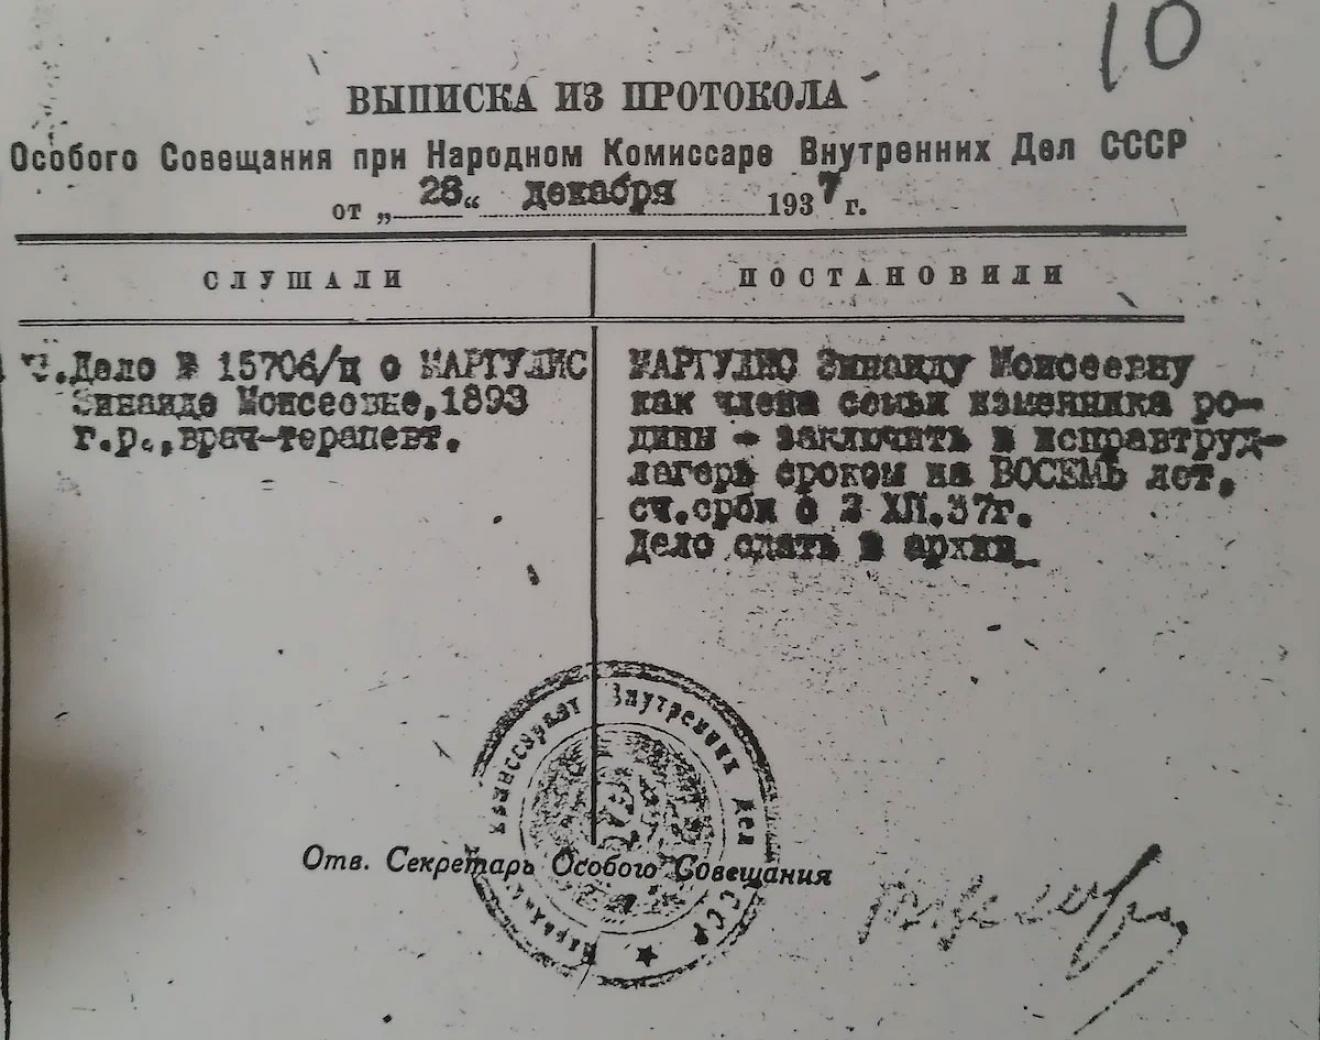 10
ВЫПИСКА ИЗ ПРОТОКОЛА
Особого Совещания при Народном Комиссаре Внутренних Дел СССР
от „ 28 “ декабря 1937 г.
СЛУШАЛИ
.Дело № 15706/ц о МАРГУЛИС
Зинаиде Моисеевне,1893
г.р.,врач-терапевт.
ПОСТАНОВИЛИ
МАРГУЛИС Зинаиду Моисеевну
как члена семьи изменника ро-
дины - заключить в исправтруд-
лагерь сроком на ВОСЕМЬ лет,
сч.срок с XII.37г.
Дело сдать в архив
Народный Комиссариат Внутренних Дел СССР
Отв. Секретарь Особого Совещания